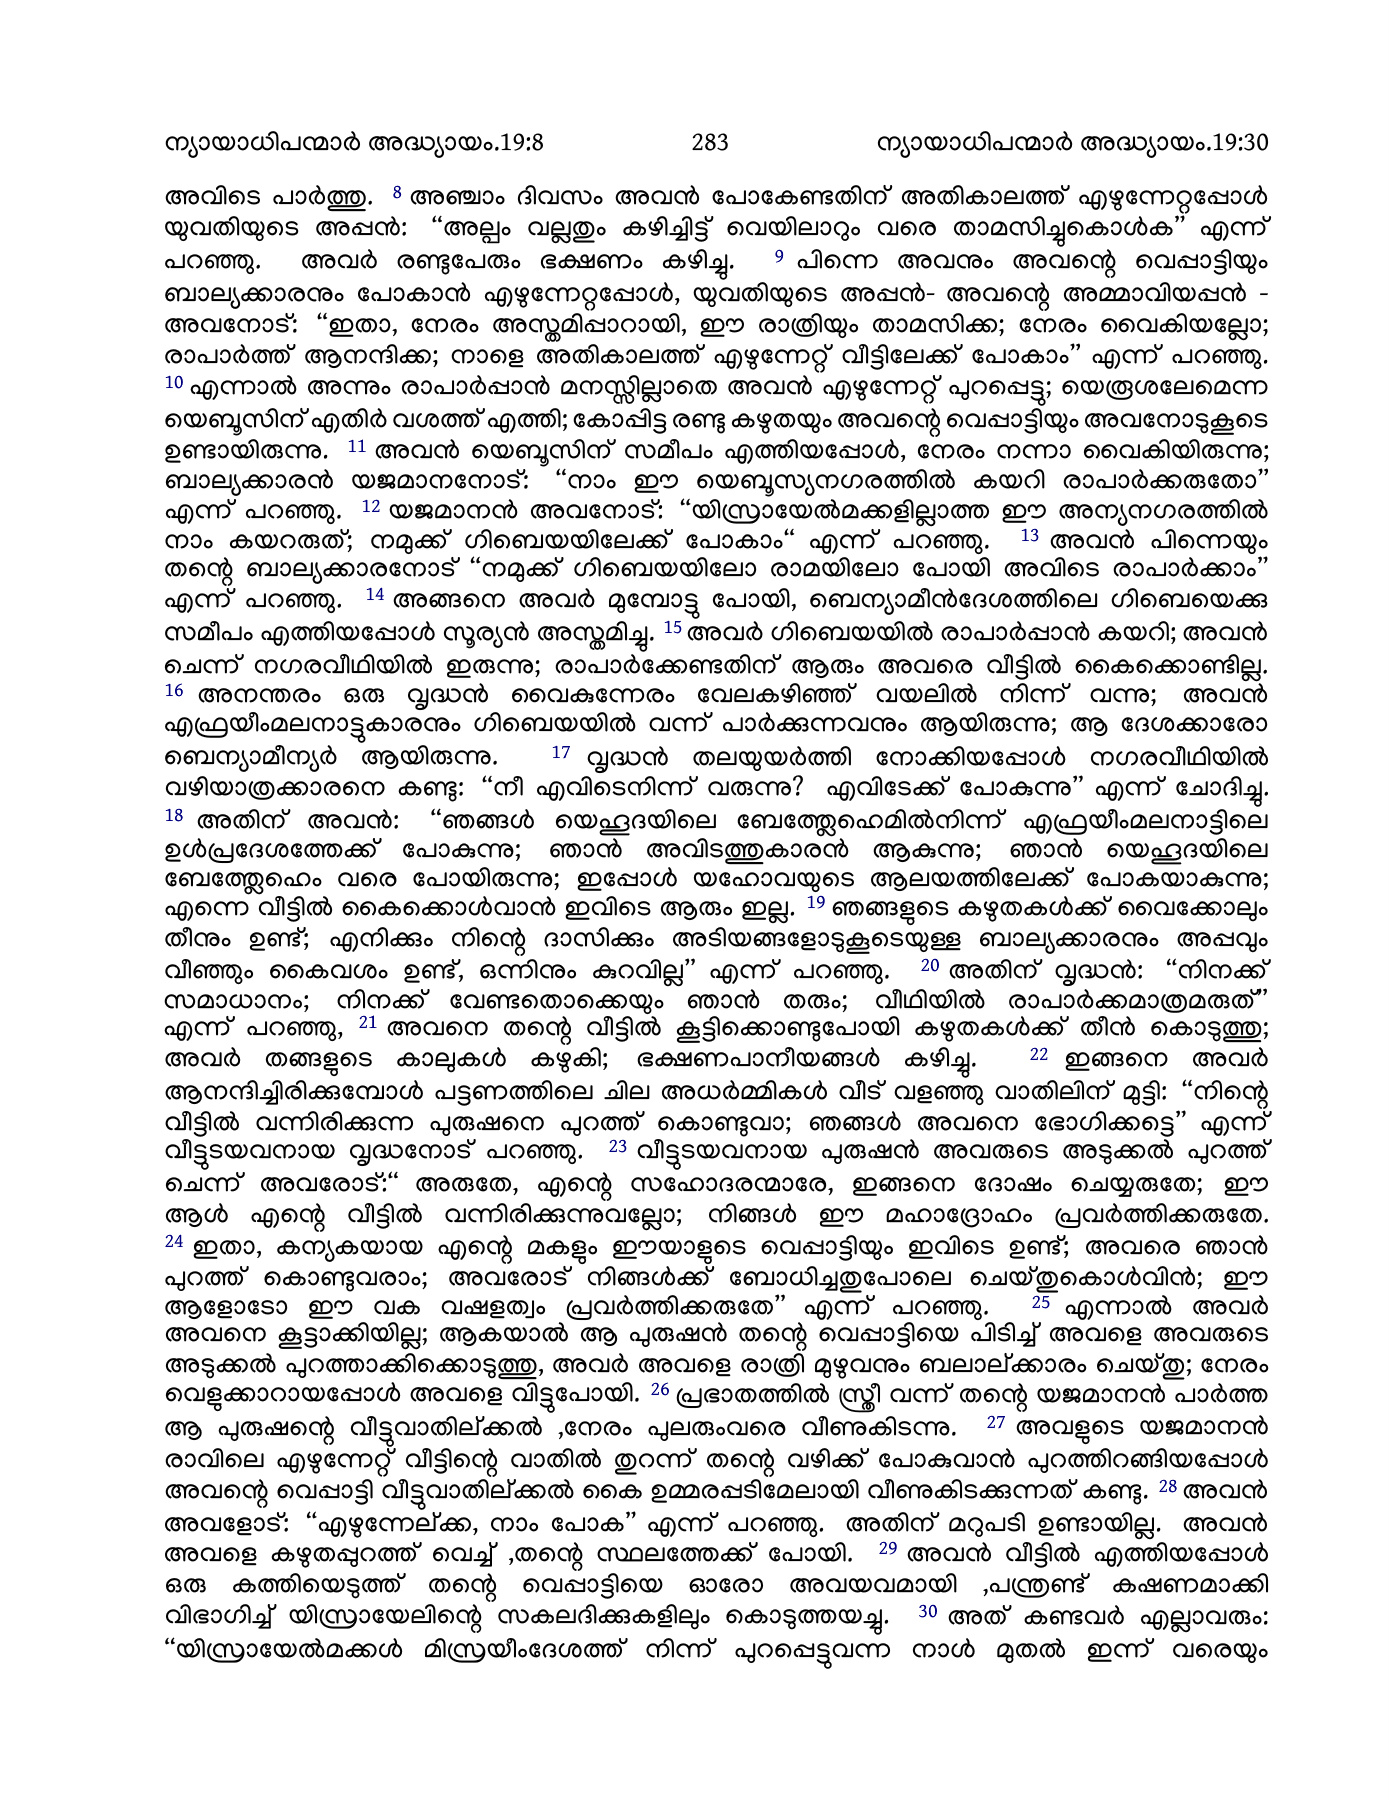 ന്യായാധിപന്മാർ അദ്ധ്യായം.19:8 283 ന്യായാധിപന്മാർ അദ്ധ്യായം.19:30
അവിടെ പാർത്തു. 8 അഞ്ചാം ദിവസം അവൻ പോകേണ്ടതിന് അതികാലത്ത് എഴുന്നേറ്റപ്പോൾ
യുവതിയുടെ അപ്പൻ: “അല്പം വല്ലതും കഴിച്ചിട്ട് വെയിലാറും വരെ താമസിച്ചുകൊൾക” എന്ന്
പറഞ്ഞു. അവർ രണ്ടുപേരും ഭക്ഷണം കഴിച്ചു. 9 പിന്നെ അവനും അവന്റെ വെപ്പാട്ടിയും
ബാല്യക്കാരനും പോകാൻ എഴുന്നേറ്റപ്പോൾ, യുവതിയുടെ അപ്പൻ- അവന്റെ അമ്മാവിയപ്പൻ -
അവനോട്: “ഇതാ, നേരം അസ്തമിപ്പാറായി, ഈ രാത്രിയും താമസിക്ക; നേരം വൈകിയല്ലോ;
രാപാർത്ത് ആനന്ദിക്ക; നാളെ അതികാലത്ത് എഴുന്നേറ്റ് വീട്ടിലേക്ക് പോകാം” എന്ന് പറഞ്ഞു.
10 എന്നാൽ അന്നും രാപാർപ്പാൻ മനസ്സില്ലാതെ അവൻ എഴുന്നേറ്റ് പുറപ്പെട്ടു; യെരൂശലേമെന്ന
യെബൂസിന് എതിർ വശത്ത് എത്തി; കോപ്പിട്ട രണ്ടു കഴുതയും അവന്റെ വെപ്പാട്ടിയും അവനോടുകൂടെ
ഉണ്ടായിരുന്നു. 11 അവൻ യെബൂസിന് സമീപം എത്തിയപ്പോൾ, നേരം നന്നാ വൈകിയിരുന്നു;
ബാല്യക്കാരൻ യജമാനനോട്: “നാം ഈ യെബൂസ്യനഗരത്തിൽ കയറി രാപാർക്കരുതോ”
എന്ന് പറഞ്ഞു. 12 യജമാനൻ അവനോട്: “യിസ്രായേൽമക്കളില്ലാത്ത ഈ അന്യനഗരത്തിൽ
നാം കയറരുത്; നമുക്ക് ഗിബെയയിലേക്ക് പോകാം“ എന്ന് പറഞ്ഞു. 13 അവൻ പിന്നെയും
തന്റെ ബാല്യക്കാരനോട് “നമുക്ക് ഗിബെയയിലോ രാമയിലോ പോയി അവിടെ രാപാർക്കാം”
എന്ന് പറഞ്ഞു. 14 അങ്ങനെ അവർ മുമ്പോട്ടു പോയി, ബെന്യാമീൻദേശത്തിലെ ഗിബെയെക്കു
സമീപം എത്തിയപ്പോൾ സൂര്യൻ അസ്തമിച്ചു. 15 അവർ ഗിബെയയിൽ രാപാർപ്പാൻ കയറി; അവൻ
ചെന്ന് നഗരവീഥിയിൽ ഇരുന്നു; രാപാർക്കേണ്ടതിന് ആരും അവരെ വീട്ടിൽ കൈക്കൊണ്ടില്ല.
16 അനന്തരം ഒരു വൃദ്ധൻ വൈകുന്നേരം വേലകഴിഞ്ഞ് വയലിൽ നിന്ന് വന്നു; അവൻ
എഫ്രയീംമലനാട്ടുകാരനും ഗിബെയയിൽ വന്ന് പാർക്കുന്നവനും ആയിരുന്നു; ആ ദേശക്കാരോ
ബെന്യാമീന്യർ ആയിരുന്നു. 17 വൃദ്ധൻ തലയുയർത്തി നോക്കിയപ്പോൾ നഗരവീഥിയിൽ
വഴിയാത്രക്കാരനെ കണ്ടു: “നീ എവിടെനിന്ന് വരുന്നു? എവിടേക്ക് പോകുന്നു” എന്ന് ചോദിച്ചു.
18 അതിന് അവൻ: “ഞങ്ങൾ യെഹൂദയിലെ ബേത്ത്ലേഹെമിൽനിന്ന് എഫ്രയീംമലനാട്ടിലെ
ഉൾപ്രദേശത്തേക്ക് പോകുന്നു; ഞാൻ അവിടത്തുകാരൻ ആകുന്നു; ഞാൻ യെഹൂദയിലെ
ബേത്ത്ലേഹെം വരെ പോയിരുന്നു; ഇപ്പോൾ യഹോവയുടെ ആലയത്തിലേക്ക് പോകയാകുന്നു;
എന്നെ വീട്ടിൽ കൈക്കൊൾവാൻ ഇവിടെ ആരും ഇല്ല. 19 ഞങ്ങളുടെ കഴുതകൾക്ക് വൈക്കോലും
തീനും ഉണ്ട്; എനിക്കും നിന്റെ ദാസിക്കും അടിയങ്ങളോടുകൂടെയുള്ള ബാല്യക്കാരനും അപ്പവും
വീഞ്ഞും കൈവശം ഉണ്ട്, ഒന്നിനും കുറവില്ല” എന്ന് പറഞ്ഞു. 20 അതിന് വൃദ്ധൻ: “നിനക്ക്
സമാധാനം; നിനക്ക് വേണ്ടതൊക്കെയും ഞാൻ തരും; വീഥിയിൽ രാപാർക്കമാത്രമരുത്”
എന്ന് പറഞ്ഞു, 21 അവനെ തന്റെ വീട്ടിൽ കൂട്ടിക്കൊണ്ടുപോയി കഴുതകൾക്ക് തീൻ കൊടുത്തു;
അവർ തങ്ങളുടെ കാലുകൾ കഴുകി; ഭക്ഷണപാനീയങ്ങൾ കഴിച്ചു. 22 ഇങ്ങനെ അവർ
ആനന്ദിച്ചിരിക്കുമ്പോൾ പട്ടണത്തിലെ ചില അധർമ്മികൾ വീട് വളഞ്ഞു വാതിലിന് മുട്ടി: “നിന്റെ
വീട്ടിൽ വന്നിരിക്കുന്ന പുരുഷനെ പുറത്ത് കൊണ്ടുവാ; ഞങ്ങൾ അവനെ ഭോഗിക്കട്ടെ” എന്ന്
വീട്ടുടയവനായ വൃദ്ധനോട് പറഞ്ഞു. 23 വീട്ടുടയവനായ പുരുഷൻ അവരുടെ അടുക്കൽ പുറത്ത്
ചെന്ന് അവരോട്:“ അരുതേ, എന്റെ സഹോദരന്മാരേ, ഇങ്ങനെ ദോഷം ചെയ്യരുതേ; ഈ
ആൾ എന്റെ വീട്ടിൽ വന്നിരിക്കുന്നുവല്ലോ; നിങ്ങൾ ഈ മഹാദ്രോഹം പ്രവർത്തിക്കരുതേ.
24 ഇതാ, കന്യകയായ എന്റെ മകളും ഈയാളുടെ വെപ്പാട്ടിയും ഇവിടെ ഉണ്ട്; അവരെ ഞാൻ
പുറത്ത് കൊണ്ടുവരാം; അവരോട് നിങ്ങൾക്ക് ബോധിച്ചതുപോലെ ചെയ്തുകൊൾവിൻ; ഈ
ആളോടോ ഈ വക വഷളത്വം പ്രവർത്തിക്കരുതേ” എന്ന് പറഞ്ഞു. 25 എന്നാൽ അവർ
അവനെ കൂട്ടാക്കിയില്ല; ആകയാൽ ആ പുരുഷൻ തന്റെ വെപ്പാട്ടിയെ പിടിച്ച് അവളെ അവരുടെ
അടുക്കൽ പുറത്താക്കിക്കൊടുത്തു, അവർ അവളെ രാത്രി മുഴുവനും ബലാല്ക്കാരം ചെയ്തു; നേരം
വെളുക്കാറായപ്പോൾ അവളെ വിട്ടുപോയി. 26 പ്രഭാതത്തിൽ സ്ത്രീ വന്ന് തന്റെ യജമാനൻ പാർത്ത
ആ പുരുഷന്റെ വീട്ടുവാതില്ക്കൽ ,നേരം പുലരുംവരെ വീണുകിടന്നു. 27 അവളുടെ യജമാനൻ
രാവിലെ എഴുന്നേറ്റ് വീട്ടിന്റെ വാതിൽ തുറന്ന് തന്റെ വഴിക്ക് പോകുവാൻ പുറത്തിറങ്ങിയപ്പോൾ
അവന്റെ വെപ്പാട്ടി വീട്ടുവാതില്ക്കൽ കൈ ഉമ്മരപ്പടിമേലായി വീണുകിടക്കുന്നത് കണ്ടു. 28 അവൻ
അവളോട്: “എഴുന്നേല്ക്ക, നാം പോക” എന്ന് പറഞ്ഞു. അതിന് മറുപടി ഉണ്ടായില്ല. അവൻ
അവളെ കഴുതപ്പുറത്ത് വെച്ച് ,തന്റെ സ്ഥലത്തേക്ക് പോയി. 29 അവൻ വീട്ടിൽ എത്തിയപ്പോൾ
ഒരു കത്തിയെടുത്ത് തന്റെ വെപ്പാട്ടിയെ ഓരോ അവയവമായി ,പന്ത്രണ്ട് കഷണമാക്കി
വിഭാഗിച്ച് യിസ്രായേലിന്റെ സകലദിക്കുകളിലും കൊടുത്തയച്ചു. 30 അത് കണ്ടവർ എല്ലാവരും:
“യിസ്രായേൽമക്കൾ മിസ്രയീംദേശത്ത് നിന്ന് പുറപ്പെട്ടുവന്ന നാൾ മുതൽ ഇന്ന് വരെയും